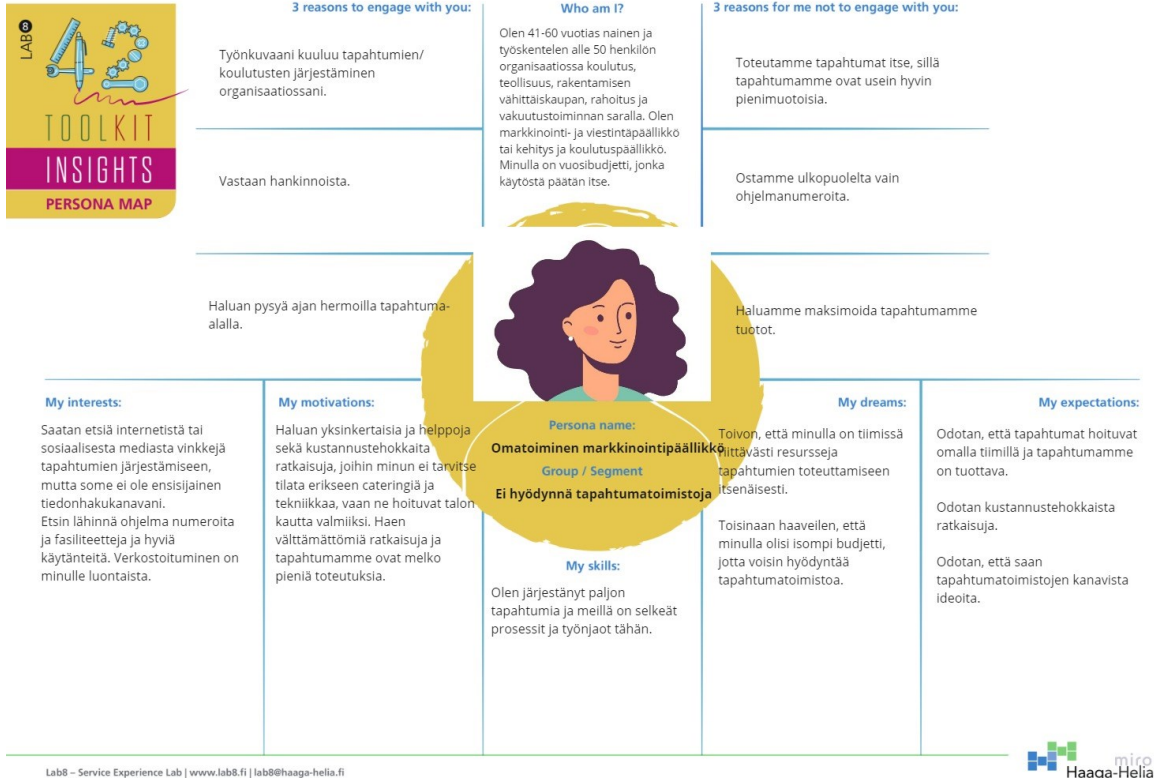 LAB8
42
TOOLKIT
INSIGHTS
PERSONA MAP
3 reasons to engage with you:
Työnkuvaani kuuluu tapahtumien/
koulutusten järjestäminen
organisaatiossani.
Vastaan hankinnoista.
Haluan pysyä ajan hermoilla tapahtuma-
alalla.
Who am I?
Olen 41-60 vuotias nainen ja
työskentelen alle 50 henkilön
organisaatiossa koulutus,
teollisuus, rakentamisen
vähittäiskaupan, rahoitus ja
vakuutustoiminnan saralla. Olen
markkinointi- ja viestintäpäällikkö
tai kehitys ja koulutuspäällikkö.
Minulla on vuosibudjetti, jonka
käytöstä päätän itse.
3 reasons for me not to engage with you:
Toteutamme tapahtumat itse, sillä
tapahtumamme ovat usein hyvin
pienimuotoisia.
Ostamme ulkopuolelta vain
ohjelmanumeroita.
Haluamme maksimoida tapahtumamme
tuotot.
My interests:
Saatan etsiä internetistä tai
sosiaalisesta mediasta vinkkejä
tapahtumien järjestämiseen,
mutta some ei ole ensisijainen
tiedonhakukanavani.
Etsin lähinnä ohjelma numeroita
ja fasiliteetteja ja hyviä
käytänteitä. Verkostoituminen on
minulle luontaista.
My motivations:
Haluan yksinkertaisia ja helppoja
sekä kustannustehokkaita
ratkaisuja, joihin minun ei tarvitse
tilata erikseen cateringiä ja
tekniikkaa, vaan ne hoituvat talon
kautta valmiiksi. Haen
välttämättömiä ratkaisuja ja
tapahtumamme ovat melko
pieniä toteutuksia.
Persona name:
Omatoiminen markkinointipäällikkö
Group / Segment
Ei hyödynnä tapahtumatoimistoja
My skills:
Olen järjestänyt paljon
tapahtumia ja meillä on selkeät
prosessit ja työnjaot tähän.
My dreams:
Toivon, että minulla on tiimissä
riittävästi resursseja
tapahtumien toteuttamiseen
itsenäisesti.
Toisinaan haaveilen, että
minulla olisi isompi budjetti,
jotta voisin hyödyntää
tapahtumatoimistoa.
My expectations:
Odotan, että tapahtumat hoituvat
omalla tiimillä ja tapahtumamme
on tuottava.
Odotan kustannustehokkaista
ratkaisuja.
Odotan, että saan
tapahtumatoimistojen kanavista
ideoita.
Lab8 – Service Experience Lab | www.lab8.fi | lab8@haaga-helia.fi
miro
Haaga-Helia